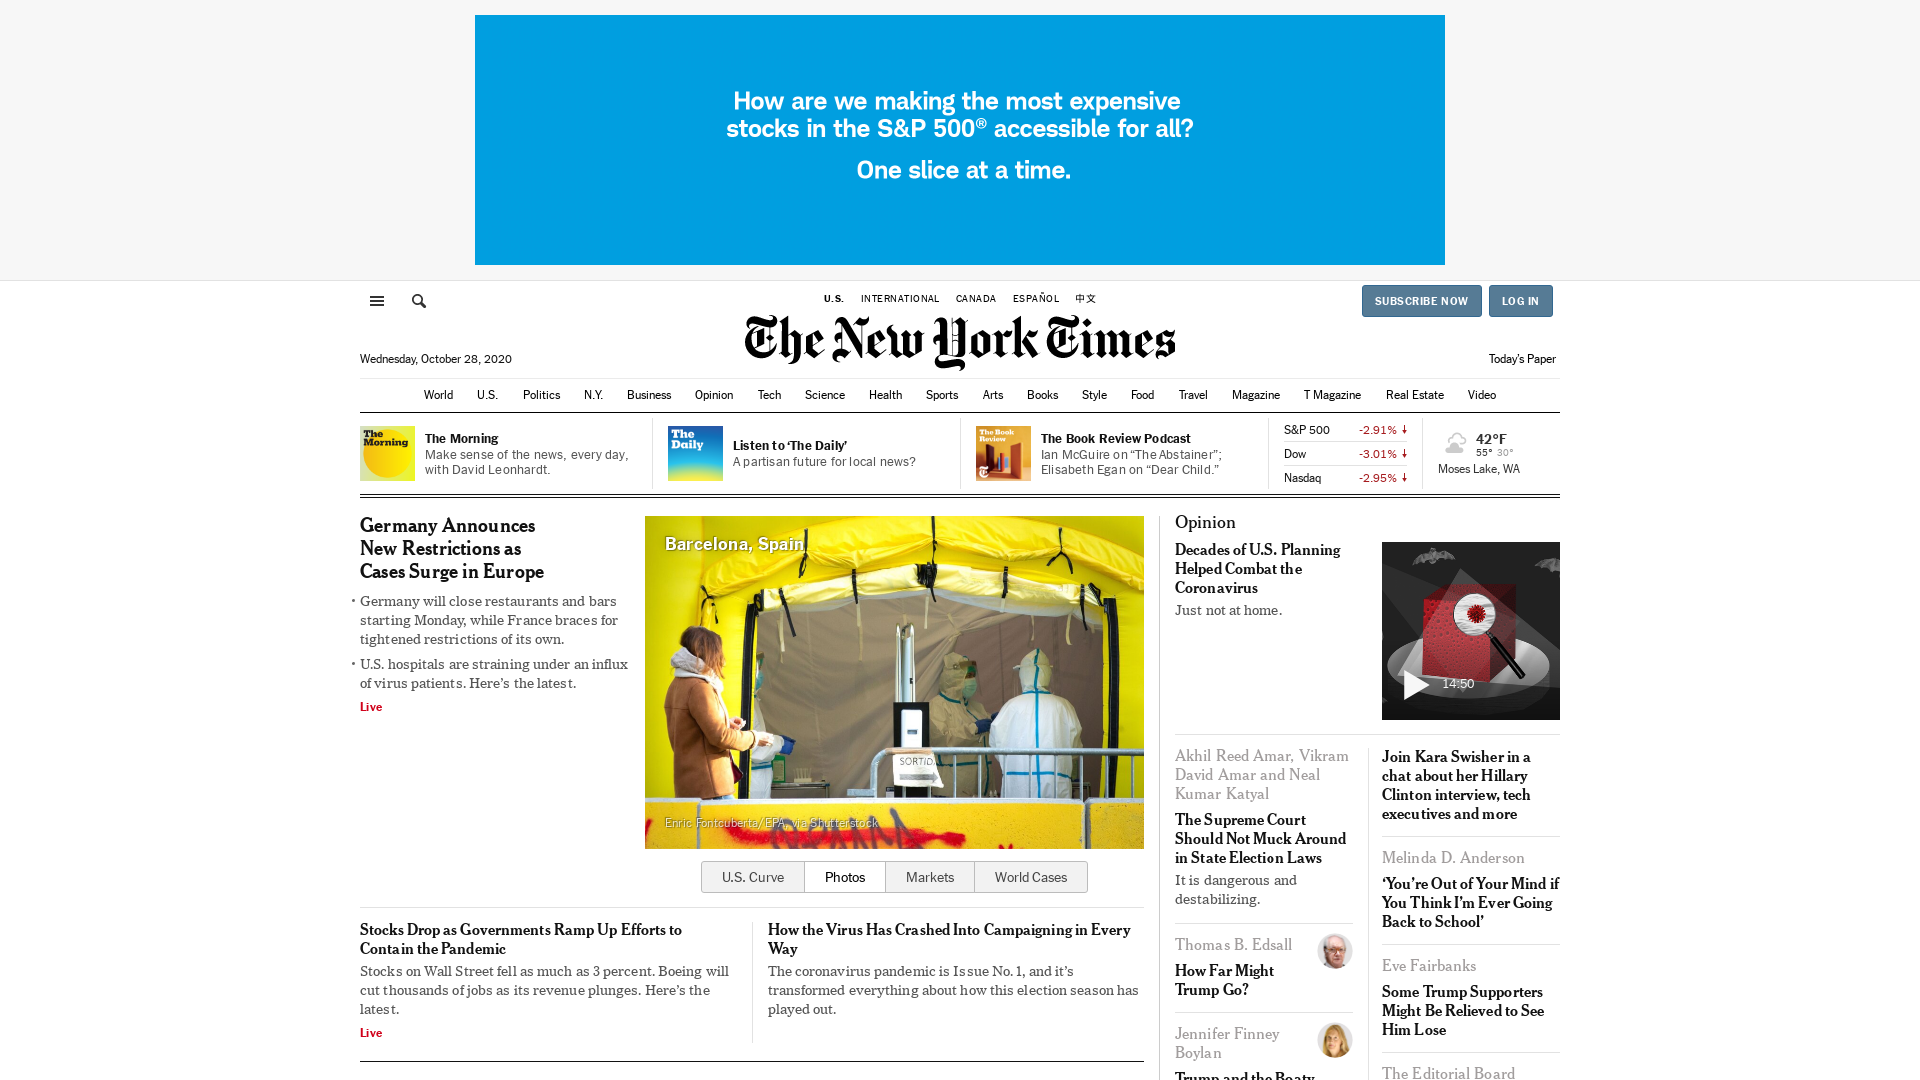 How are we making the most expensive
stocks in the S&P 500® accessible for all?
One slice at a time.
U.S.
INTERNATIONAL
CANADA
ESPAÑOL
中文
SUBSCRIBE NOW
LOG IN
The New York Times
Wednesday, October 28, 2020
Today's Paper
World
U.S.
Politics
N.Y.
Business
Opinion
Tech
Science
Health
Sports
Arts
Books
Style
Food
Travel
Magazine
T Magazine
Real Estate
Video
The
Morning
The Morning
Make sense of the news, every day,
with David Leonhardt.
The
Daily
Listen to ‘The Daily’
A partisan future for local news?
The Book
Review
The Book Review Podcast
Ian McGuire on “The Abstainer”;
Elisabeth Egan on “Dear Child.”
S&P 500 -2.91%
Dow -3.01%
Nasdaq -2.95%
42°F
55° 30°
Moses Lake, WA
Germany Announces
New Restrictions as
Cases Surge in Europe
• Germany will close restaurants and bars
starting Monday, while France braces for
tightened restrictions of its own.
• U.S. hospitals are straining under an influx
of virus patients. Here’s the latest.
Live
Barcelona, Spain
SORTIDA
Enric Fontcuberta/EPA, via Shutterstock
U.S. Curve
Photos
Markets
World Cases
Stocks Drop as Governments Ramp Up Efforts to
Contain the Pandemic
Stocks on Wall Street fell as much as 3 percent. Boeing will
cut thousands of jobs as its revenue plunges. Here’s the
latest.
Live
How the Virus Has Crashed Into Campaigning in Every
Way
The coronavirus pandemic is Issue No. 1, and it’s
transformed everything about how this election season has
played out.
Opinion
Decades of U.S. Planning
Helped Combat the
Coronavirus
Just not at home.
14:50
Akhil Reed Amar, Vikram
David Amar and Neal
Kumar Katyal
The Supreme Court
Should Not Muck Around
in State Election Laws
It is dangerous and
destabilizing.
Thomas B. Edsall
How Far Might
Trump Go?
Jennifer Finney
Boylan
Trump and the Boaty
Join Kara Swisher in a
chat about her Hillary
Clinton interview, tech
executives and more
Melinda D. Anderson
‘You’re Out of Your Mind if
You Think I’m Ever Going
Back to School’
Eve Fairbanks
Some Trump Supporters
Might Be Relieved to See
Him Lose
The Editorial Board